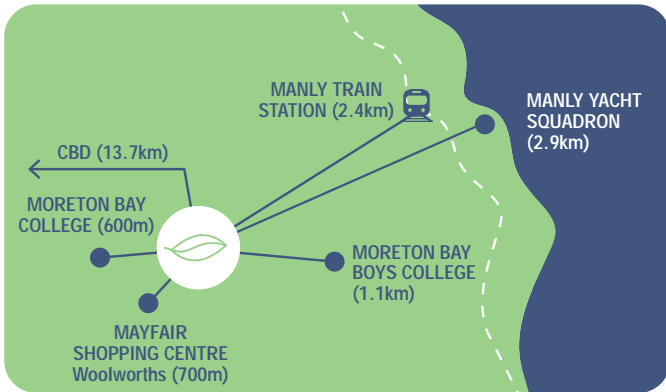 MANLY TRAIN
STATION (2.4km)
MANLY YACHT
SQUADRON
(2.9km)
CBD (13.7km)
MORETON BAY
COLLEGE (600m)
MORETON BAY
BOYS COLLEGE
(1.1km)
MAYFAIR
SHOPPING CENTRE
Woolworths (700m)